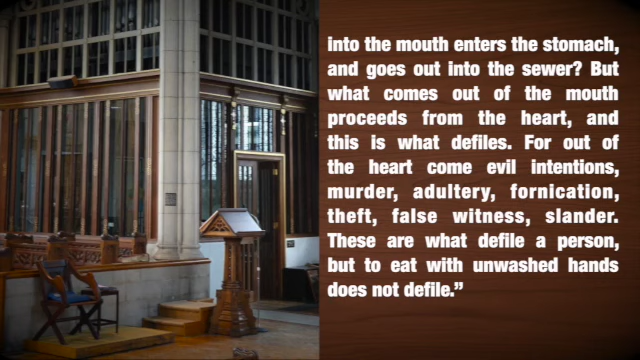 into the mouth enters the stomach,
and goes out into the sewer? But
what comes out of the mouth
proceeds from the heart, and
this is what defiles. For out of
the heart come evil intentions,
murder, adultery, fornication,
theft, false witness, slander.
These are what defile a person,
but to eat with unwashed hands
does not defile.”